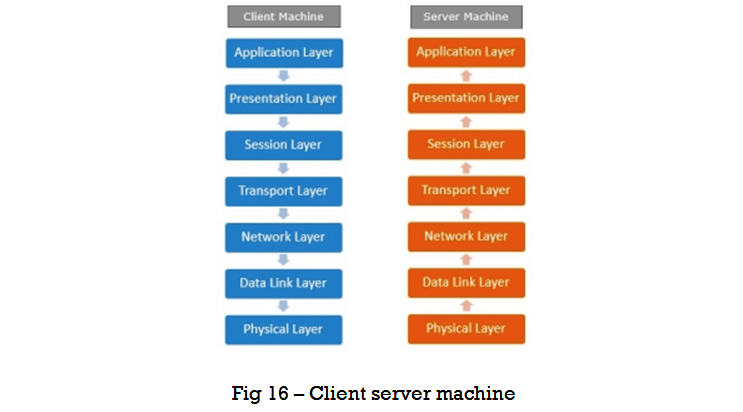 Client Machine
Server Machine
Application Layer
Application Layer
Presentation Layer
Presentation Layer
Session Layer
Session Layer
Transport Layer
Transport Layer
Network Layer
Network Layer
Data Link Layer
Data Link Layer
Physical Layer
Physical Layer
Fig 16 – Client server machine